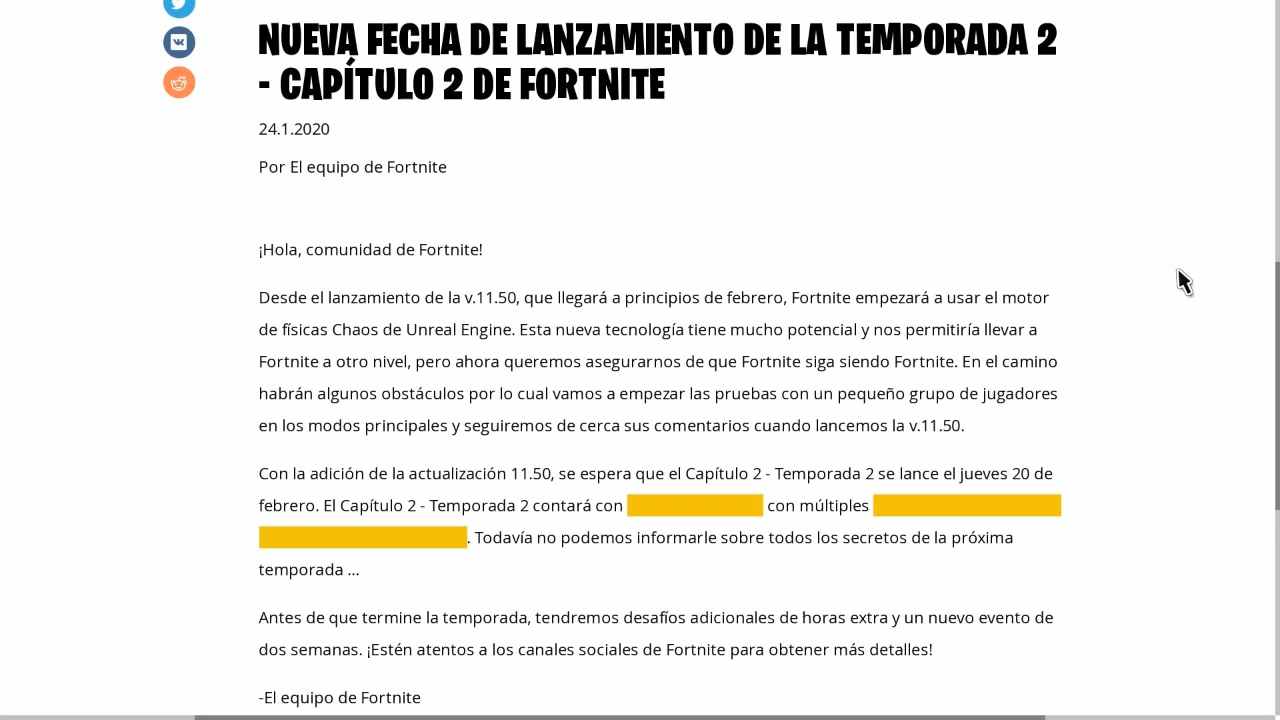 NUEVA FECHA DE LANZAMIENTO DE LA TEMPORADA 2
- CAPÍTULO 2 DE FORTNITE
24.1.2020
Por El equipo de Fortnite
¡Hola, comunidad de Fortnite!
Desde el lanzamiento de la v.11.50, que llegará a principios de febrero, Fortnite empezará a usar el motor
de físicas Chaos de Unreal Engine. Esta nueva tecnología tiene mucho potencial y nos permitiría llevar a
Fortnite a otro nivel, pero ahora queremos asegurarnos de que Fortnite siga siendo Fortnite. En el camino
habrán algunos obstáculos por lo cual vamos a empezar las pruebas con un pequeño grupo de jugadores
en los modos principales y seguiremos de cerca sus comentarios cuando lancemos la v.11.50.
Con la adición de la actualización 11.50, se espera que el Capítulo 2 - Temporada 2 se lance el jueves 20 de
febrero. El Capítulo 2 - Temporada 2 contará con con múltiples
. Todavía no podemos informarle sobre todos los secretos de la próxima
temporada ...
Antes de que termine la temporada, tendremos desafíos adicionales de horas extra y un nuevo evento de
dos semanas. ¡Estén atentos a los canales sociales de Fortnite para obtener más detalles!
-El equipo de Fortnite